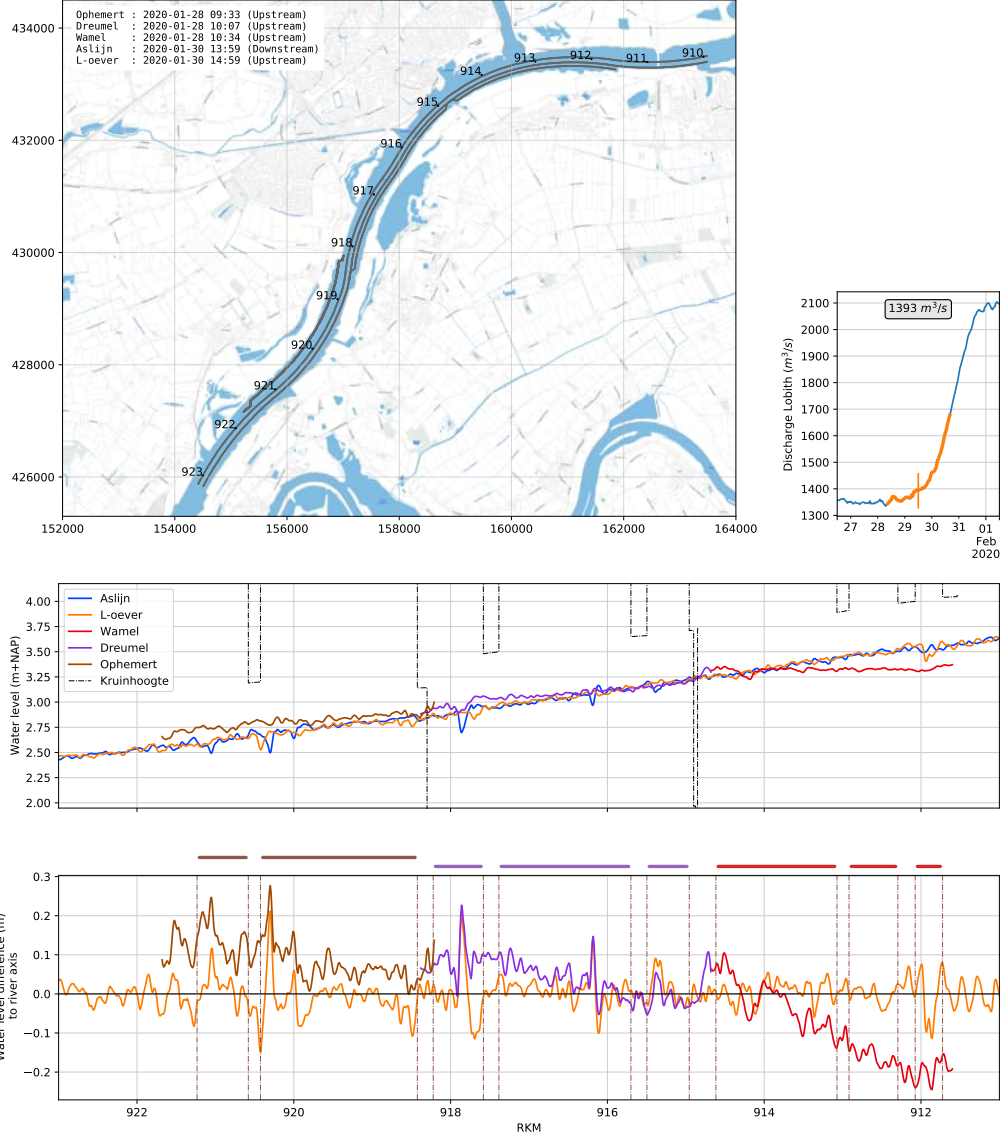 Ophemert : 2020-01-28 09:33 (Upstream)
Dreumel : 2020-01-28 10:07 (Upstream)
Wamel : 2020-01-28 10:34 (Upstream)
Aslijn : 2020-01-30 13:59 (Downstream)
L-oever : 2020-01-30 14:59 (Upstream)
434000
432000
430000
428000
426000
910
911
912
913
914
915
916
917
918
919
920
921
922
923
152000 154000 156000 158000 160000 162000 164000
1393 m³/s
Discharge Lobith (m³/s)
2100
2000
1900
1800
1700
1600
1500
1400
1300
27 28 29 30 31 01
Feb
2020
Water level (m+NAP)
4.00
3.75
3.50
3.25
3.00
2.75
2.50
2.25
2.00
Aslijn
L-oever
Wamel
Dreumel
Ophemert
Kruinhoogte
Water level difference (m)
to river axis
0.3
0.2
0.1
0.0
−0.1
−0.2
922 920 918 916 914 912
RKM